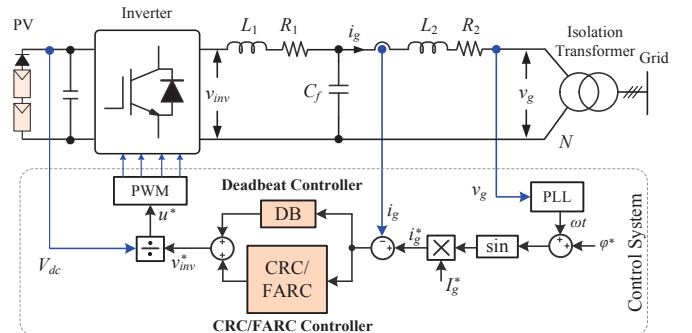 PV
Inverter
L1
R1
ig
L2
R2
Isolation
Transformer
Grid
vinv
Cf
vg
N
PWM
Deadbeat Controller
DB
ig
vg
PLL
ωt
u*
Vdc
÷
v*inv
CRC/
FARC
i*g
I*g
sin
φ*
CRC/FARC Controller
Control System